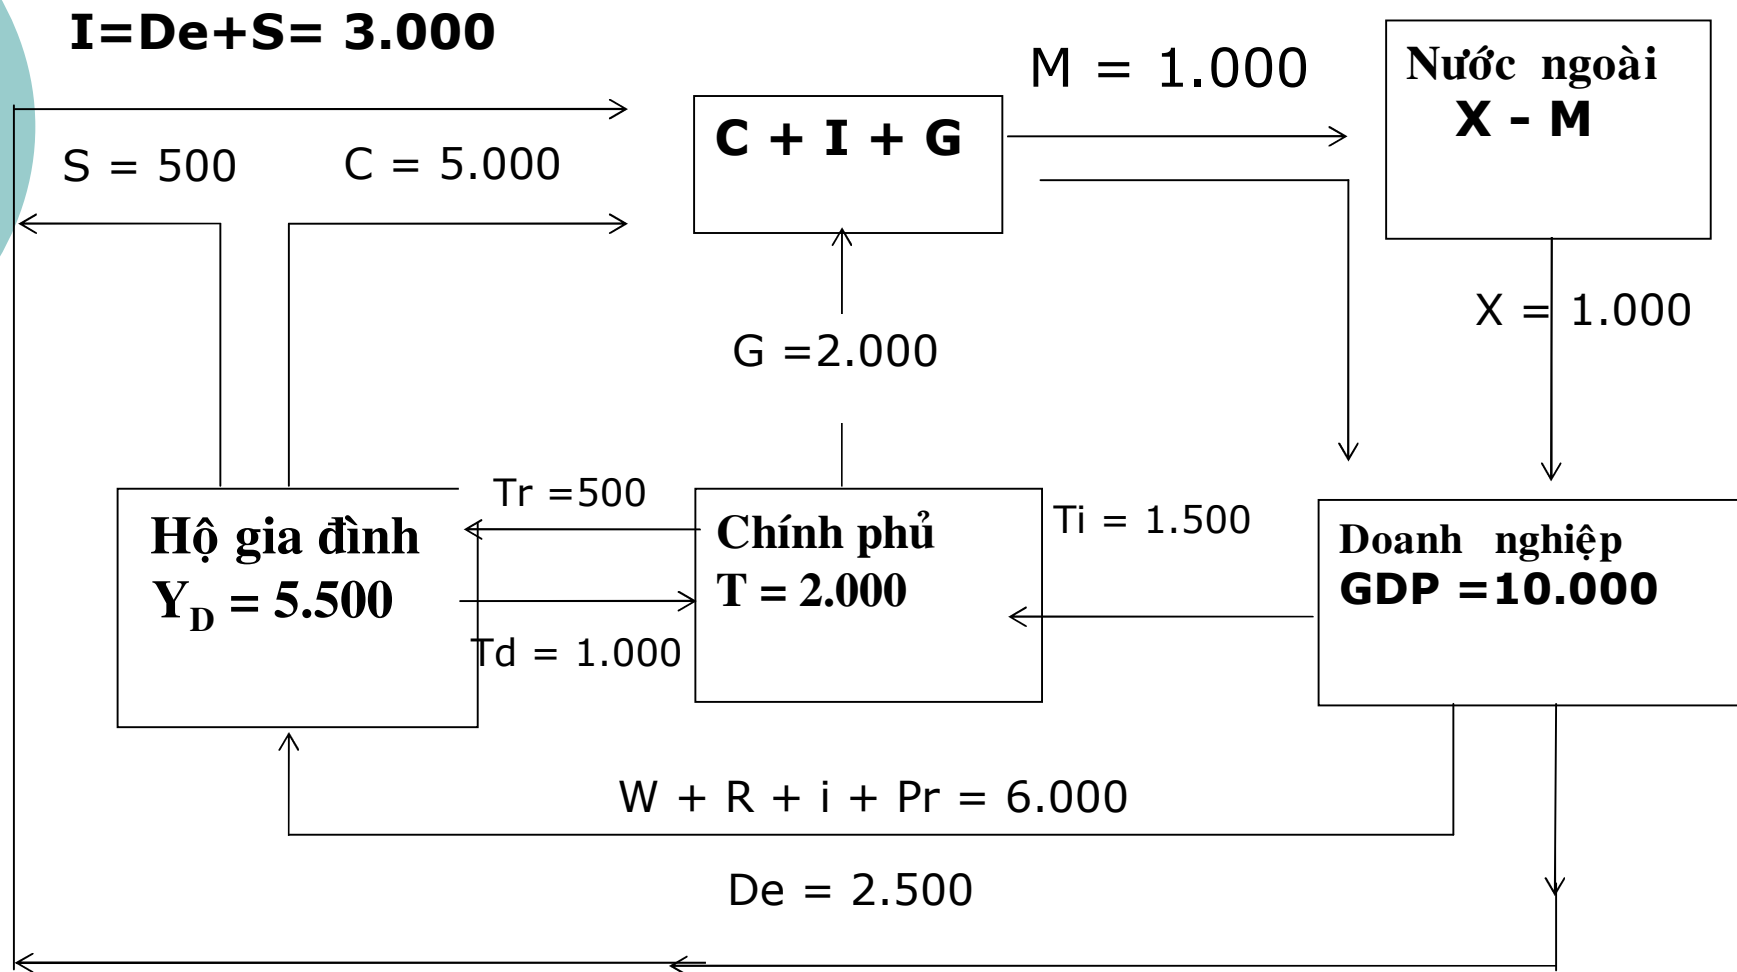 I=De+S= 3.000
M = 1.000
Nước ngoài
X – M
C + I + G
S = 500
C = 5.000
X = 1.000
G =2.000
Tr =500
Ti = 1.500
Hộ gia đình
Y_D = 5.500
Chính phủ
T = 2.000
Doanh nghiệp
GDP =10.000
Td = 1.000
W + R + i + Pr = 6.000
De = 2.500